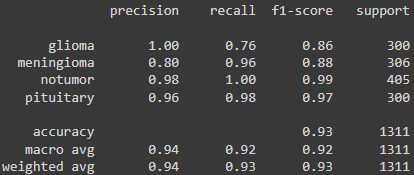 precision recall f1-score support
glioma 1.00 0.76 0.86 300
meningioma 0.80 0.96 0.88 306
notumor 0.98 1.00 0.99 405
pituitary 0.96 0.98 0.97 300
accuracy 0.93 1311
macro avg 0.94 0.92 0.92 1311
weighted avg 0.94 0.93 0.93 1311